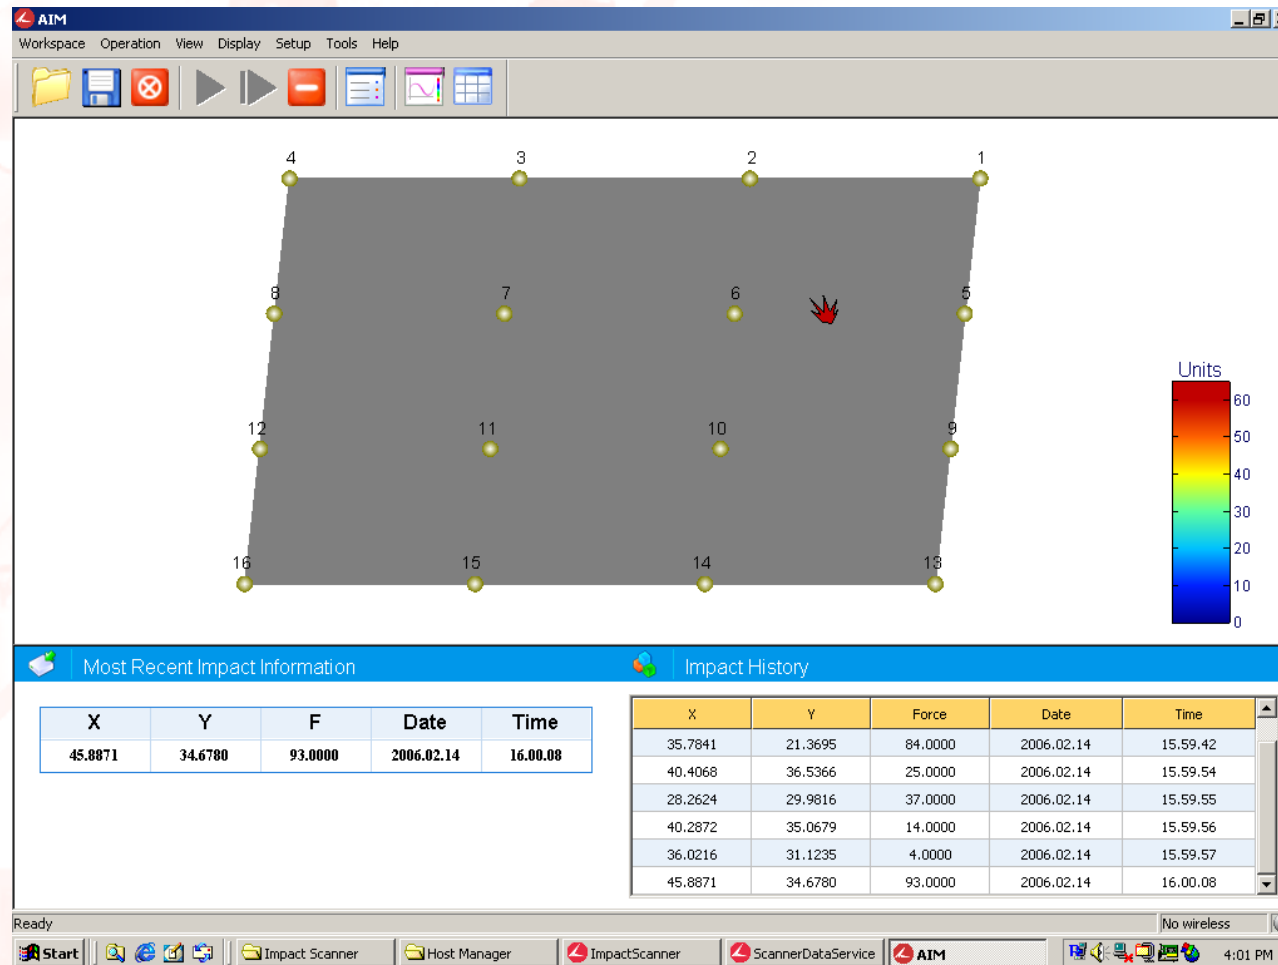 AIM
Workspace Operation View Display Setup Tools Help
4 3 2 1
8 7 6 5
12 11 10 9
16 15 14 13
Units
60
50
40
30
20
10
0
Most Recent Impact Information
X Y F Date Time
45.8871 34.6780 93.0000 2006.02.14 16.00.08
Impact History
X Y Force Date Time
35.7841 21.3695 84.0000 2006.02.14 15.59.42
40.4068 36.5366 25.0000 2006.02.14 15.59.54
28.2624 29.9816 37.0000 2006.02.14 15.59.55
40.2872 35.0679 14.0000 2006.02.14 15.59.56
36.0216 31.1235 4.0000 2006.02.14 15.59.57
45.8871 34.6780 93.0000 2006.02.14 16.00.08
Ready No wireless
Start Impact Scanner Host Manager ImpactScanner ScannerDataService AIM 4:01 PM